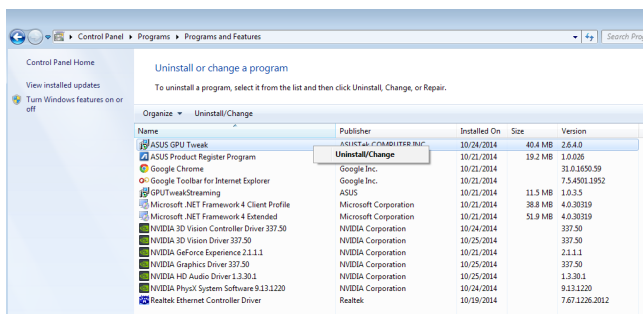 Control Panel ▸ Programs ▸ Programs and Features
Search Pro
Control Panel Home
View installed updates
Turn Windows features on or off
Uninstall or change a program
To uninstall a program, select it from the list and then click Uninstall, Change, or Repair.
Organize Uninstall/Change
Name Publisher Installed On Size Version
ASUS GPU Tweak ASUSTek COMPUTER INC. 10/24/2014 40.4 MB 2.6.4.0
Uninstall/Change
ASUS Product Register Program 10/21/2014 19.2 MB 1.0.026
Google Chrome Google Inc. 10/21/2014 31.0.1650.59
Google Toolbar for Internet Explorer Google Inc. 10/21/2014 7.5.4501.1952
GPUTweakStreaming ASUS 10/21/2014 11.5 MB 1.0.3.5
Microsoft .NET Framework 4 Client Profile Microsoft Corporation 10/21/2014 38.8 MB 4.0.30319
Microsoft .NET Framework 4 Extended Microsoft Corporation 10/21/2014 51.9 MB 4.0.30319
NVIDIA 3D Vision Controller Driver 337.50 NVIDIA Corporation 10/24/2014 337.50
NVIDIA 3D Vision Driver 337.50 NVIDIA Corporation 10/25/2014 337.50
NVIDIA GeForce Experience 2.1.1.1 NVIDIA Corporation 10/21/2014 2.1.1.1
NVIDIA Graphics Driver 337.50 NVIDIA Corporation 10/25/2014 337.50
NVIDIA HD Audio Driver 1.3.30.1 NVIDIA Corporation 10/25/2014 1.3.30.1
NVIDIA PhysX System Software 9.13.1220 NVIDIA Corporation 10/24/2014 9.13.1220
Realtek Ethernet Controller Driver Realtek 10/19/2014 7.67.1226.2012